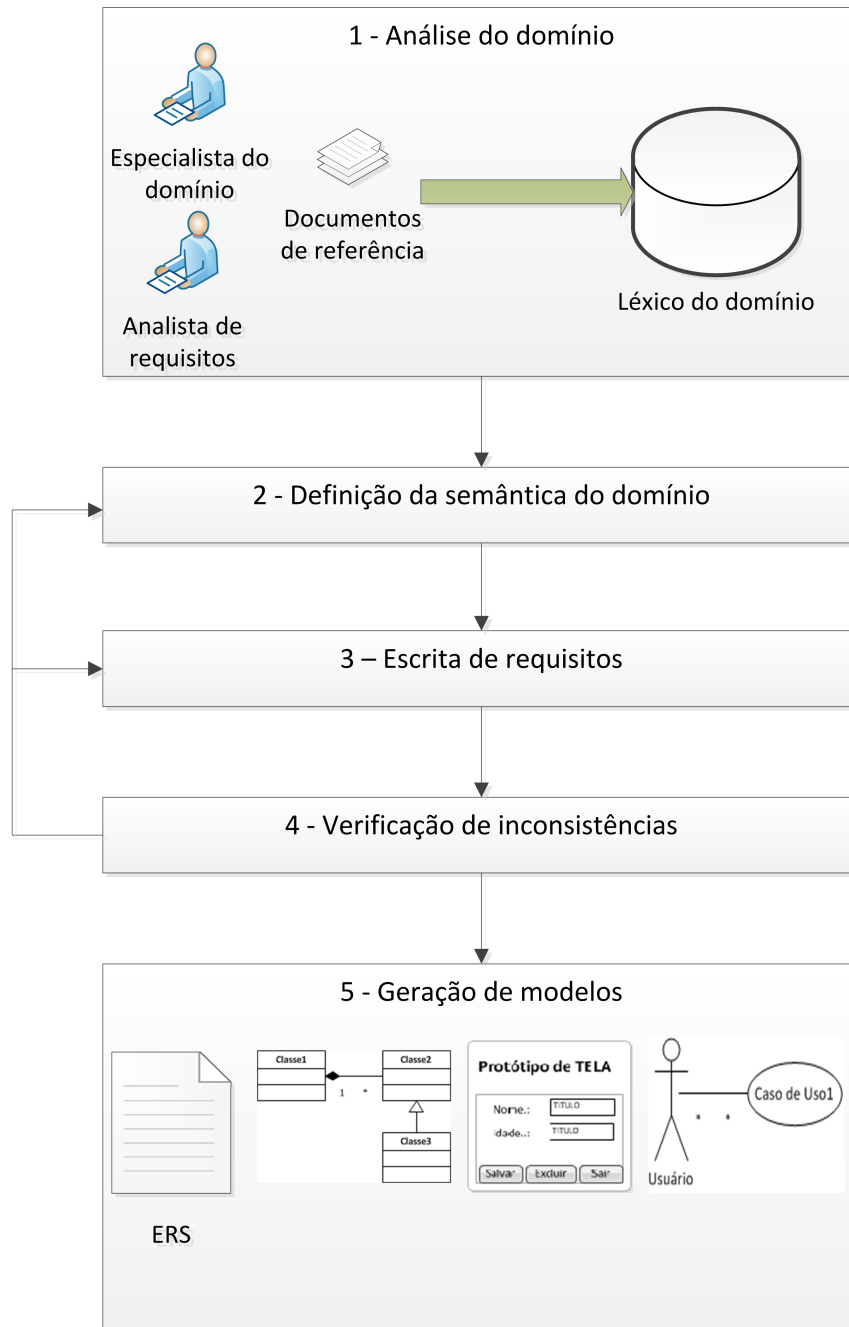 1 - Análise do domínio
Especialista do
domínio
Documentos
de referência
Léxico do domínio
Analista de
requisitos
2 - Definição da semântica do domínio
3 – Escrita de requisitos
4 - Verificação de inconsistências
5 - Geração de modelos
ERS
Classe1
Classe2
1 *
Classe3
Protótipo de TELA
Nome.: TITULO
Idade..: TITULO
Salvar Excluir Sair
Caso de Uso1
* *
Usuário